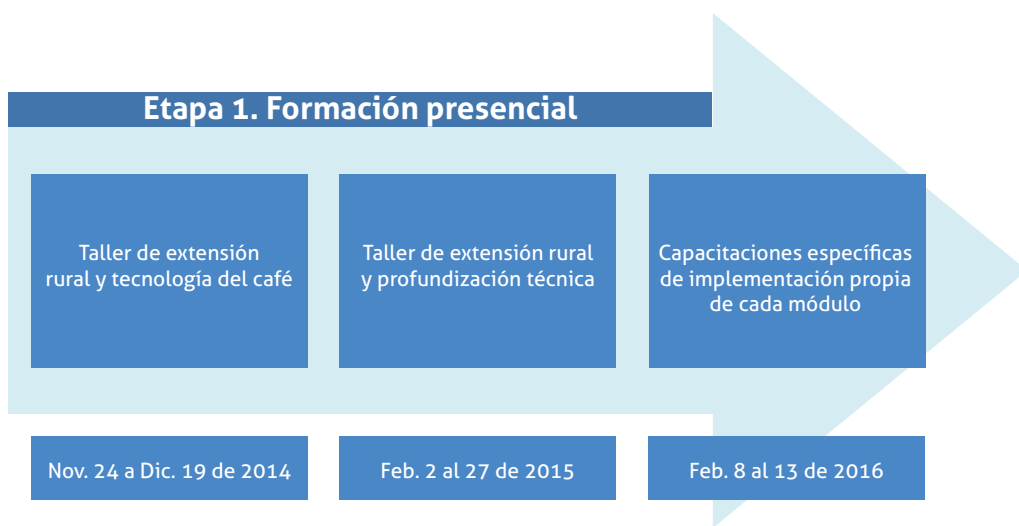 Etapa 1. Formación presencial
Taller de extensión
rural y tecnología del café
Taller de extensión rural
y profundización técnica
Capacitaciones específicas
de implementación propia
de cada módulo
Nov. 24 a Dic. 19 de 2014
Feb. 2 al 27 de 2015
Feb. 8 al 13 de 2016